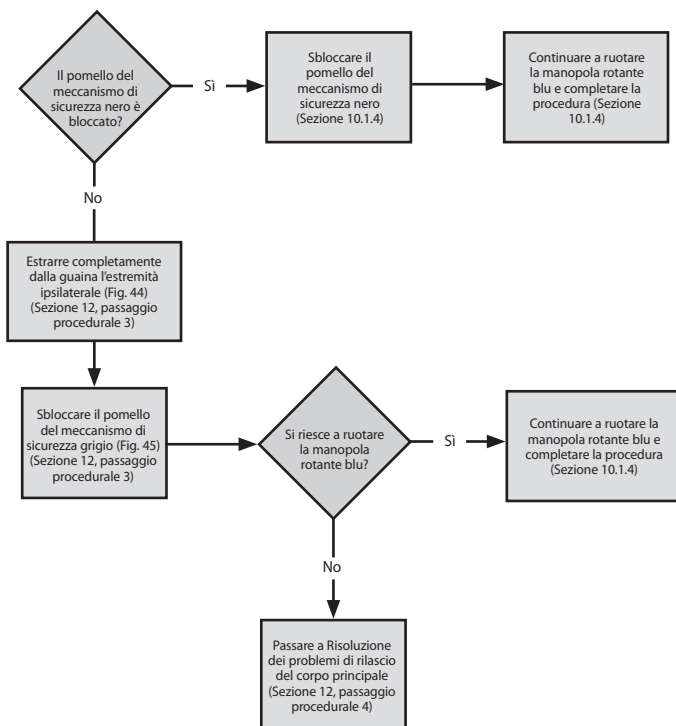 Il pomello del
meccanismo di
sicurezza nero è
bloccato?
Sì
Sbloccare il
pomello del
meccanismo di
sicurezza nero
(Sezione 10.1.4)
Continuare a ruotare
la manopola rotante
blu e completare la
procedura (Sezione
10.1.4)
No
Estrarre completamente
dalla guaina l'estremità
ipsilaterale (Fig. 44)
(Sezione 12, passaggio
procedurale 3)
Sbloccare il pomello
del meccanismo di
sicurezza grigio (Fig. 45)
(Sezione 12, passaggio
procedurale 3)
Si riesce a ruotare
la manopola
rotante blu?
Sì
Continuare a ruotare la
manopola rotante blu e
completare la procedura
(Sezione 10.1.4)
No
Passare a Risoluzione
dei problemi di rilascio
del corpo principale
(Sezione 12, passaggio
procedurale 4)